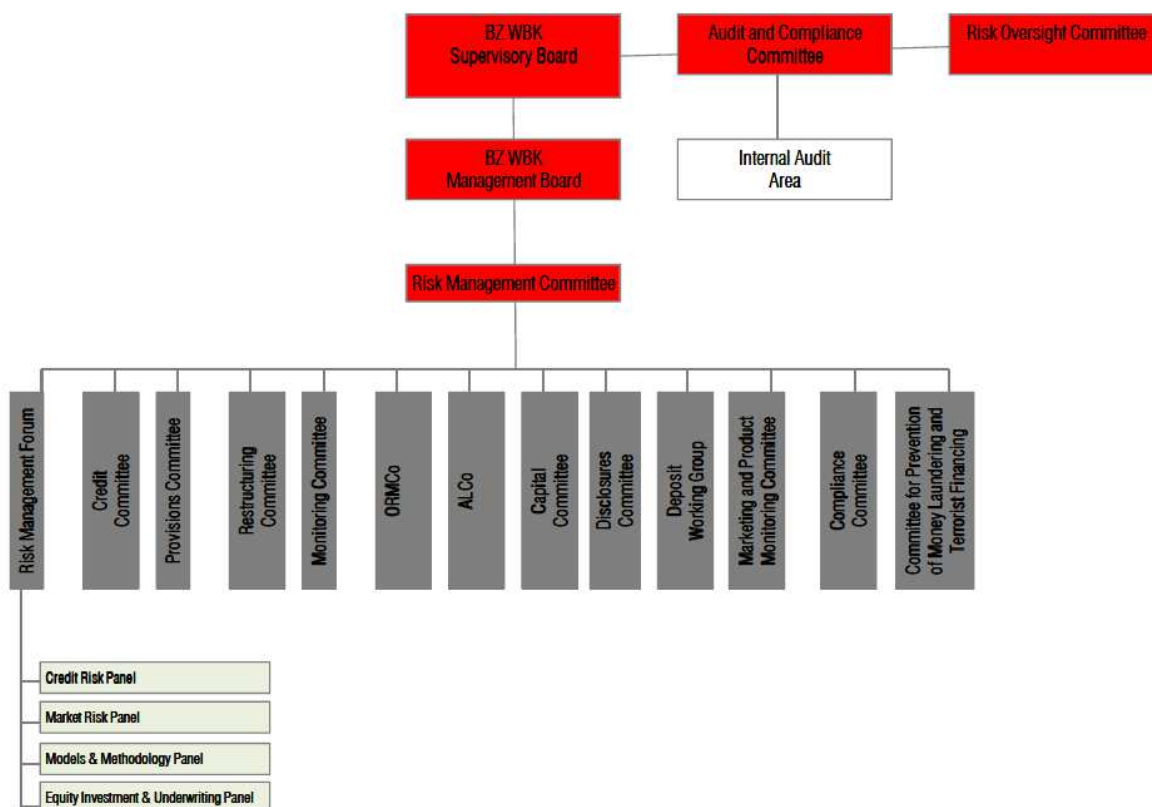 BZ WBK
Supervisory Board
Audit and Compliance
Committee
Risk Oversight Committee
BZ WBK
Management Board
Internal Audit
Area
Risk Management Committee
Risk Management Forum
Credit
Committee
Provisions Committee
Restructuring
Committee
Monitoring Committee
ORMCo
ALCo
Capital
Committee
Disclosures
Committee
Deposit
Working Group
Marketing and Product
Monitoring Committee
Compliance
Committee
Committee for Prevention
of Money Laundering and
Terrorist Financing
Credit Risk Panel
Market Risk Panel
Models & Methodology Panel
Equity Investment & Underwriting Panel